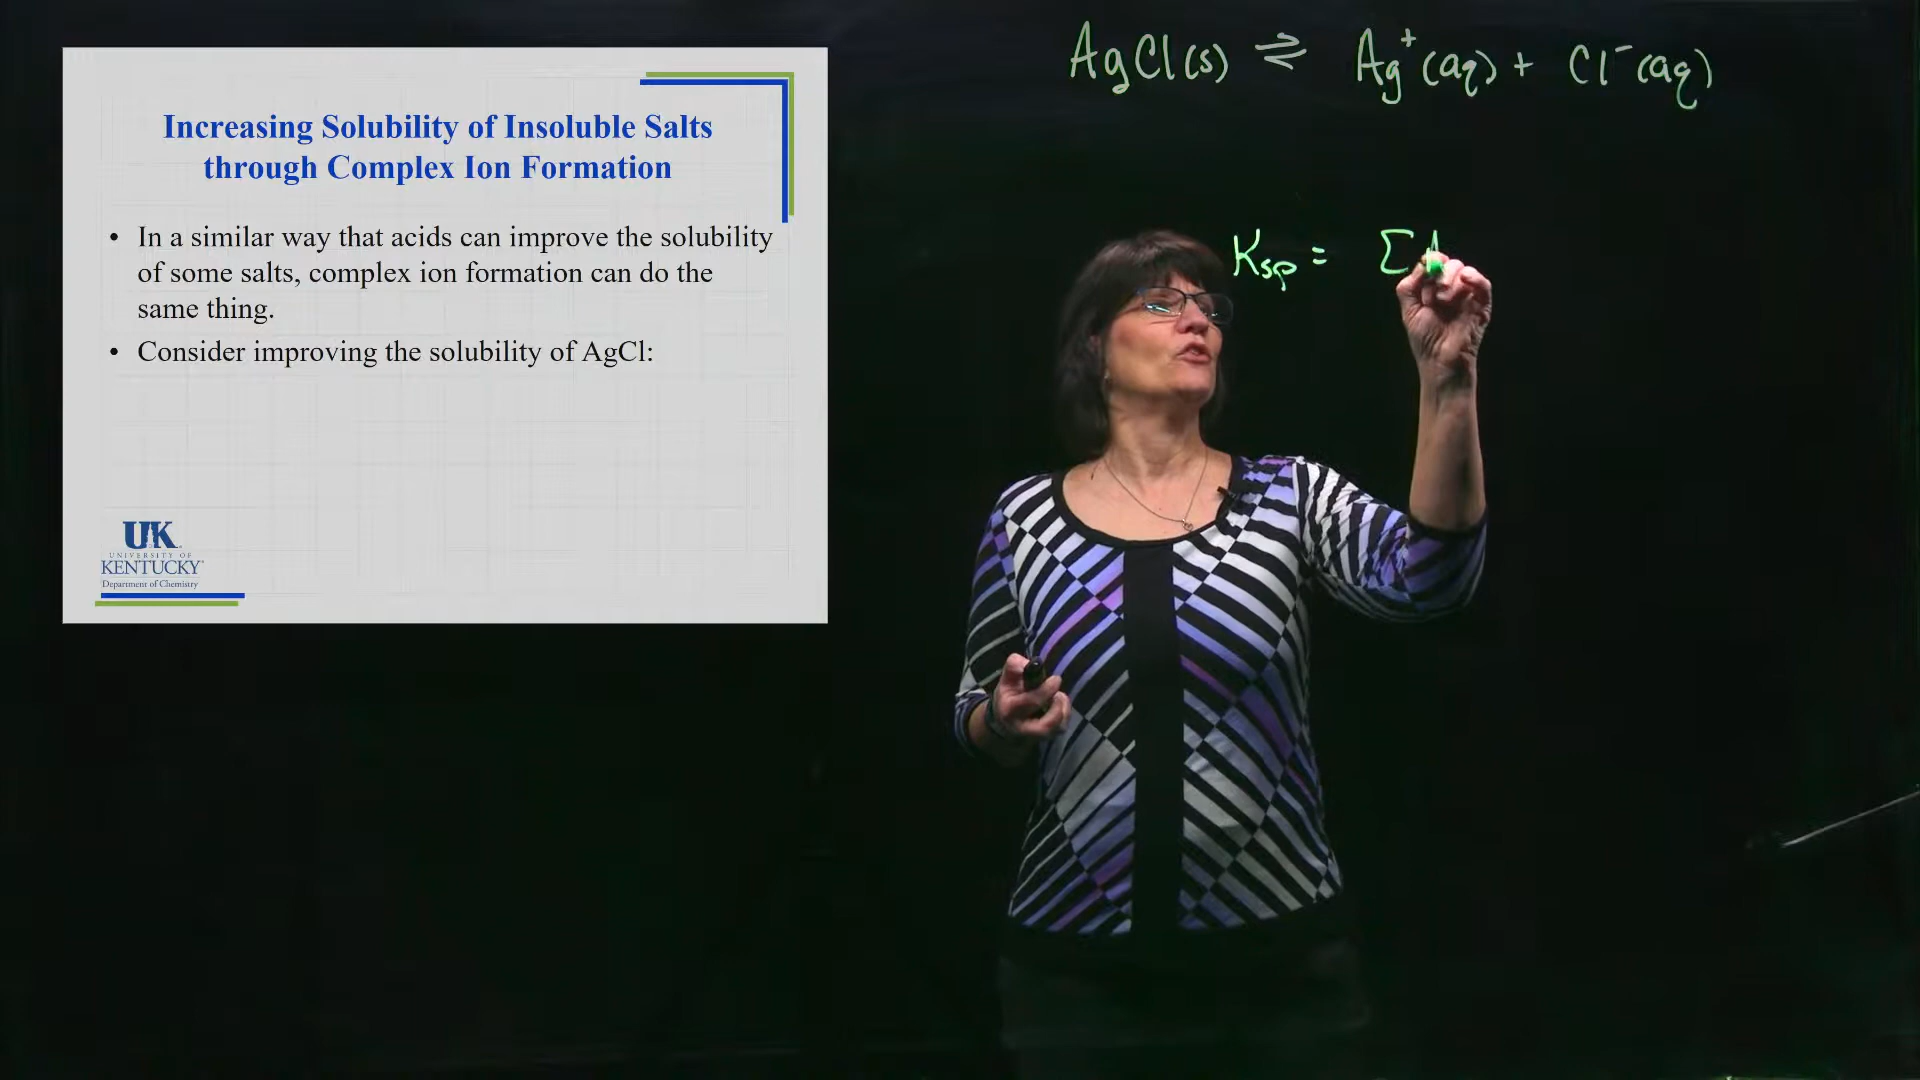 Increasing Solubility of Insoluble Salts
through Complex Ion Formation
• In a similar way that acids can improve the solubility
of some salts, complex ion formation can do the
same thing.
• Consider improving the solubility of AgCl:
UK
UNIVERSITY OF
KENTUCKY
Department of Chemistry
AgCl(s) ⇌ Ag⁺(aq) + Cl⁻(aq)
Ksp = [A